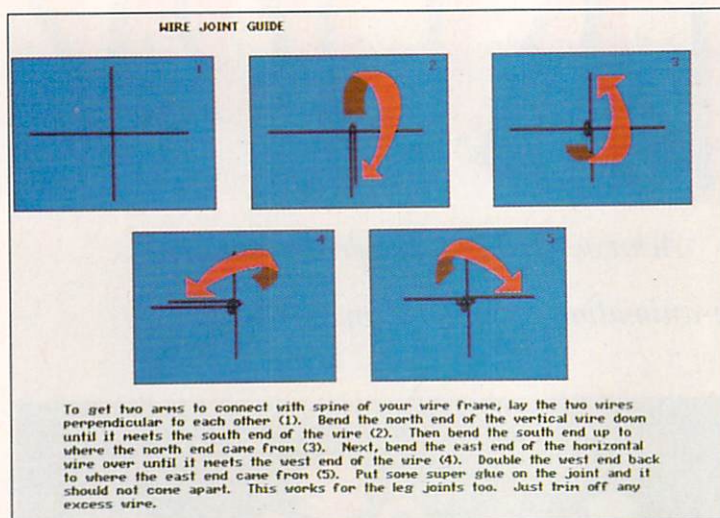 WIRE JOINT GUIDE
1
2
3
4
5
To get two arms to connect with spine of your wire frame, lay the two wires
perpendicular to each other (1). Bend the north end of the vertical wire down
until it meets the south end of the wire (2). Then bend the south end up to
where the north end came from (3). Next, bend the east end of the horizontal
wire over until it meets the west end of the wire (4). Double the west end back
to where the east end came from (5). Put some super glue on the joint and it
should not come apart. This works for the leg joints too. Just trim off any
excess wire.